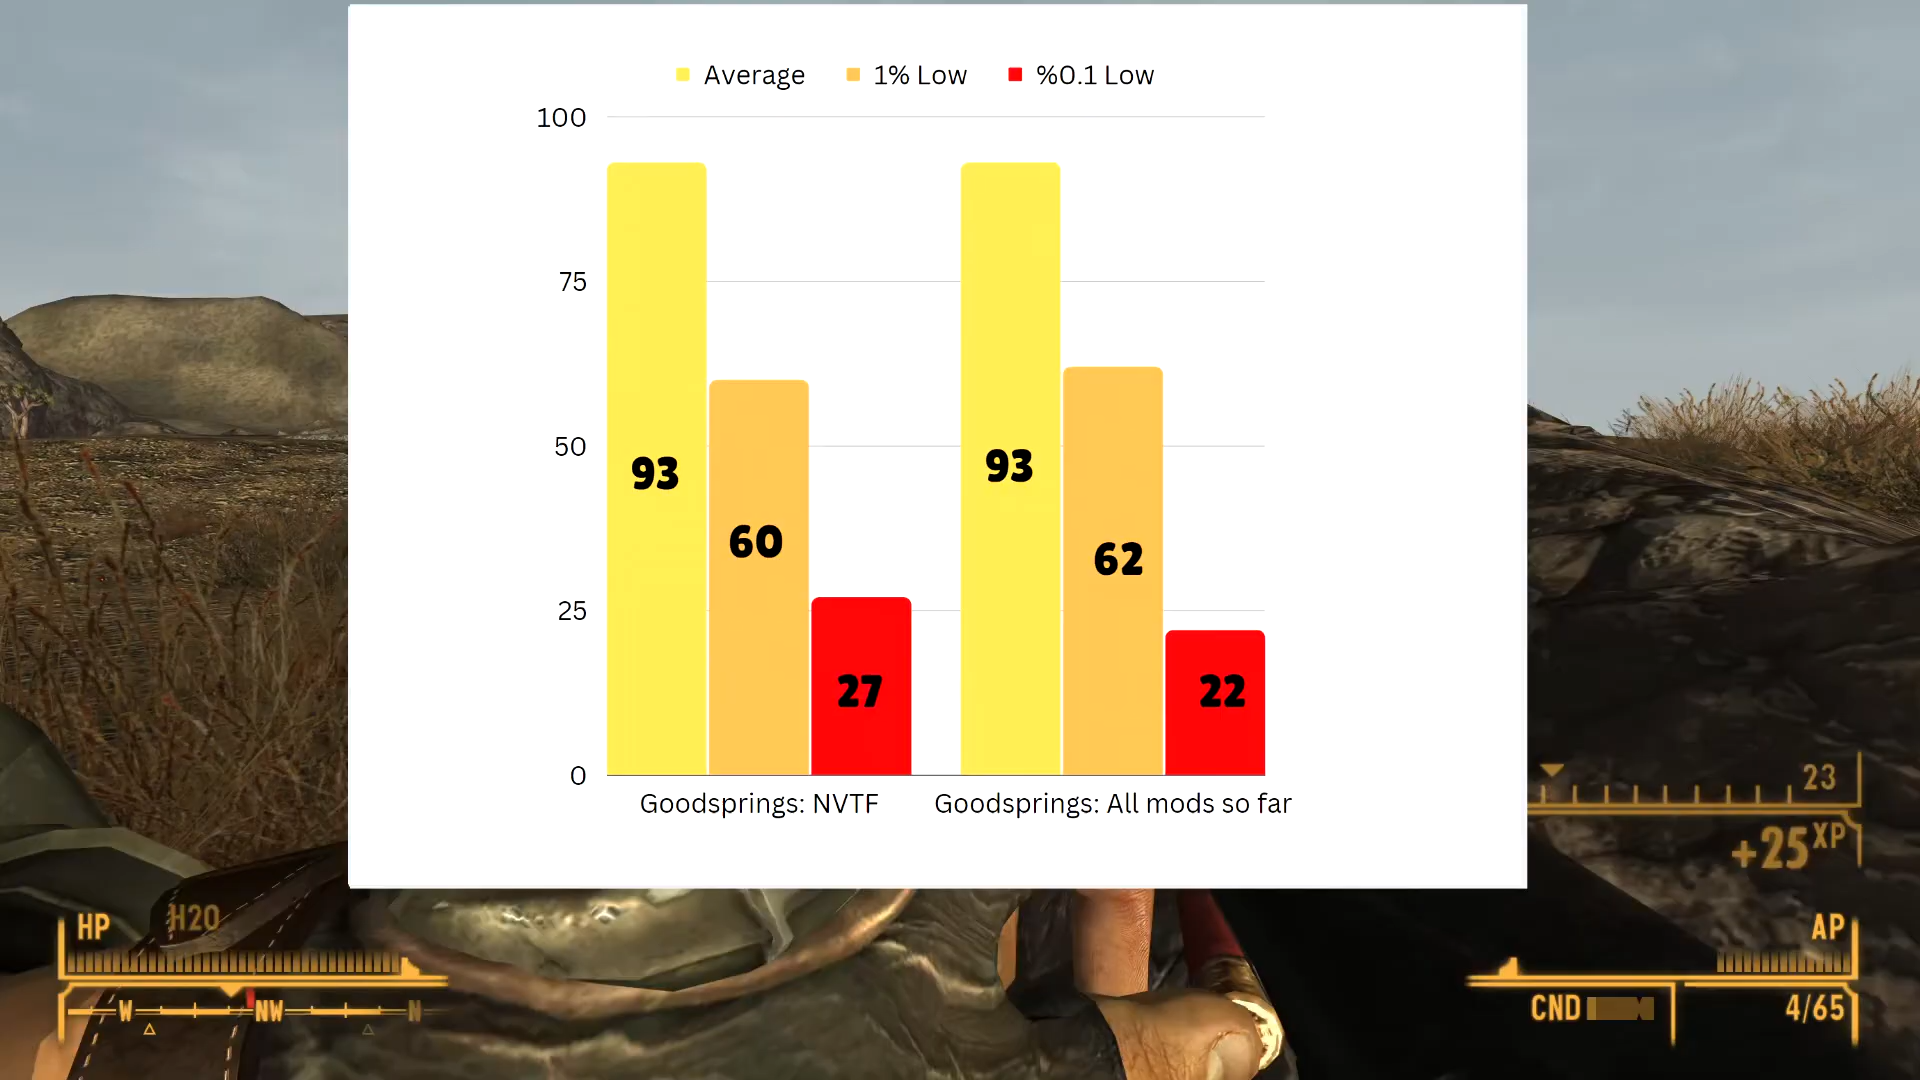 Average 1% Low %0.1 Low
100
75
50
25
0
93
60
27
93
62
22
Goodsprings: NVTF
Goodsprings: All mods so far
23
+25 XP
HP
H2O
W NW N
AP
CND
4/65